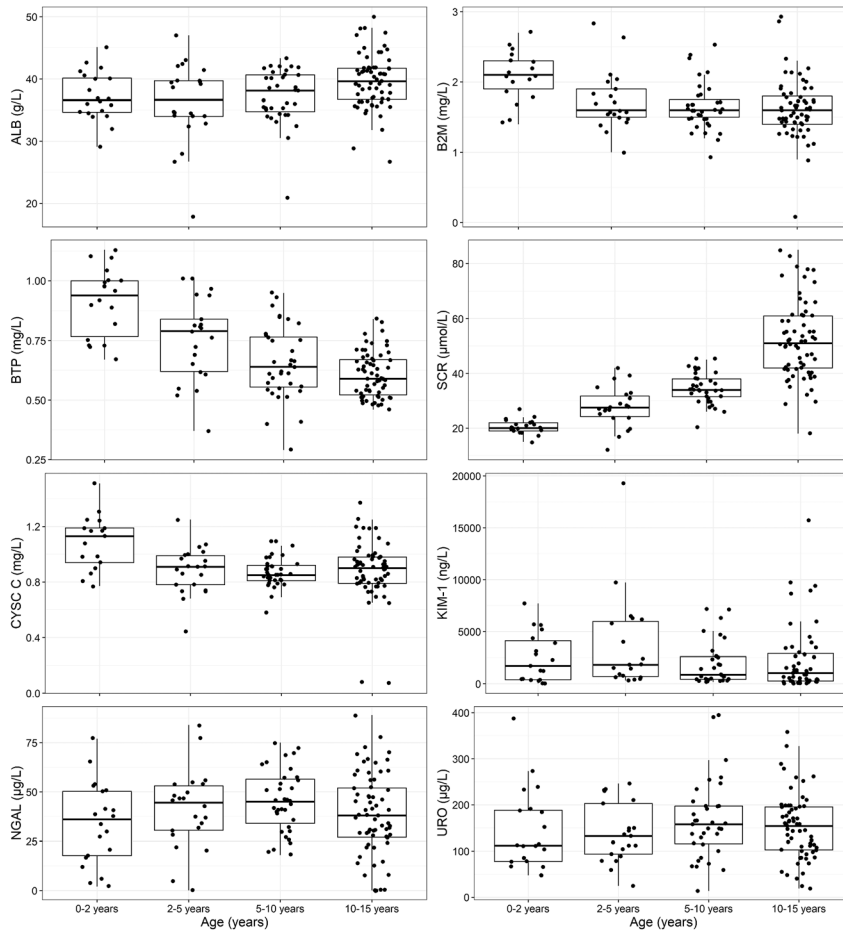 ALB (g/L)
50
40
30
20
B2M (mg/L)
3
2
1
0
BTP (mg/L)
1.00
0.75
0.50
0.25
SCR (μmol/L)
80
60
40
20
CYSC C (mg/L)
1.2
0.8
0.4
0.0
KIM-1 (ng/L)
20000
15000
10000
5000
0
NGAL (μg/L)
75
50
25
0
0-2 years 2-5 years 5-10 years 10-15 years
Age (years)
URO (μg/L)
400
300
200
100
0
0-2 years 2-5 years 5-10 years 10-15 years
Age (years)